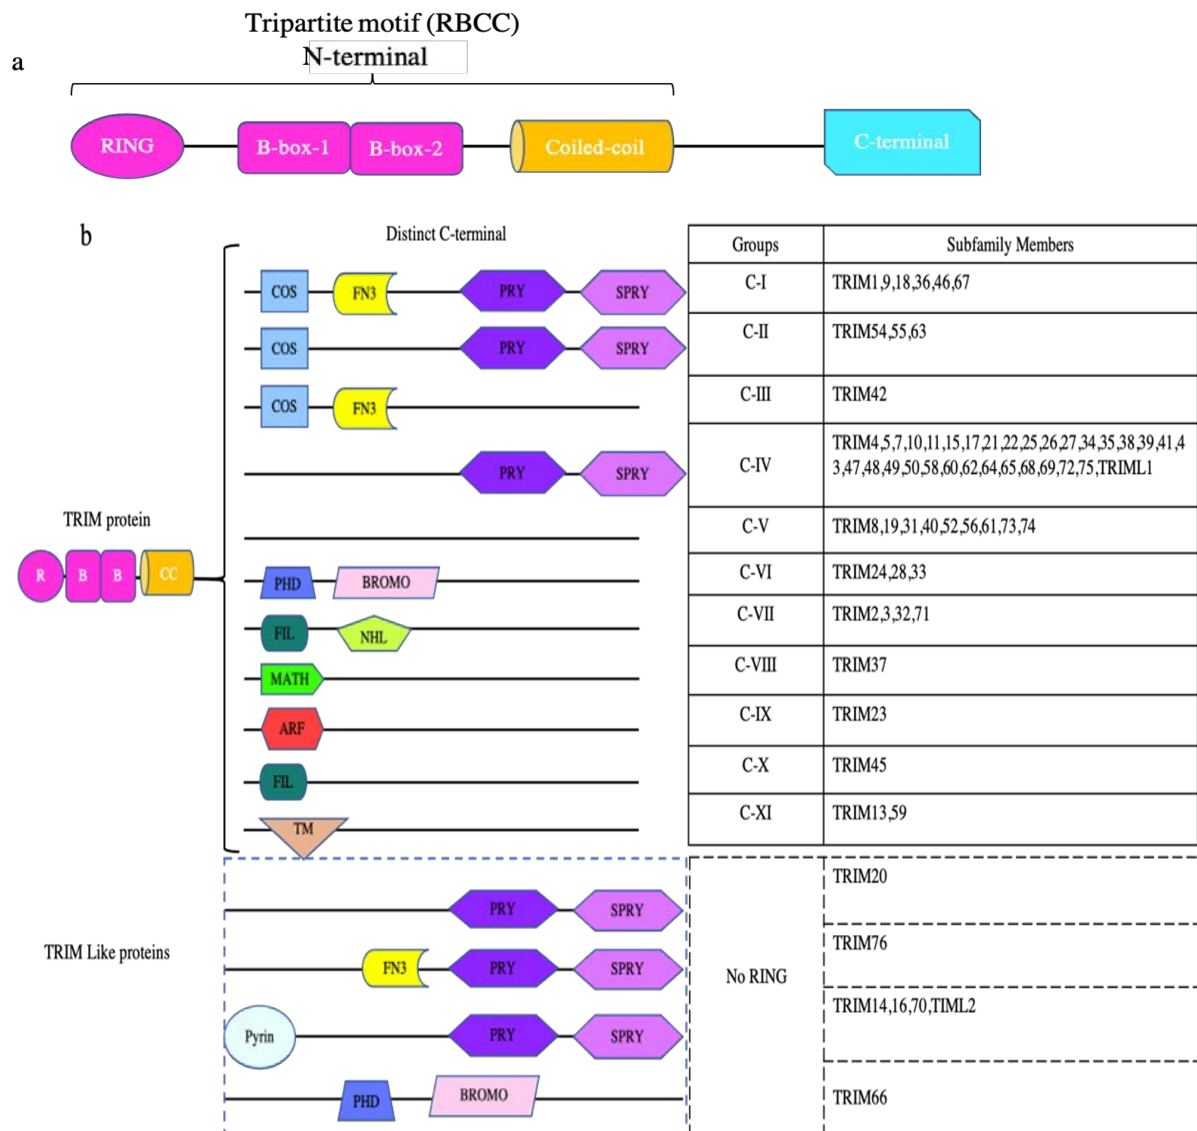 Tripartite motif (RBCC)
N-terminal
a
RING
B-box-1
B-box-2
Coiled-coil
C-terminal
b
Distinct C-terminal
Groups
Subfamily Members
COS
FN3
PRY
SPRY
C-I
TRIM1,9,18,36,46,67
COS
PRY
SPRY
C-II
TRIM54,55,63
COS
FN3
C-III
TRIM42
PRY
SPRY
C-IV
TRIM4,5,7,10,11,15,17,21,22,25,26,27,34,35,38,39,41,4
3,47,48,49,50,58,60,62,64,65,68,69,72,75,TRIML1
C-V
TRIM8,19,31,40,52,56,61,73,74
TRIM protein
R
B
B
CC
PHD
BROMO
C-VI
TRIM24,28,33
FIL
NHL
C-VII
TRIM2,3,32,71
MATH
C-VIII
TRIM37
ARF
C-IX
TRIM23
FIL
C-X
TRIM45
TM
C-XI
TRIM13,59
TRIM Like proteins
No RING
PRY
SPRY
TRIM20
FN3
PRY
SPRY
TRIM76
Pyrin
PRY
SPRY
TRIM14,16,70,TIML2
PHD
BROMO
TRIM66